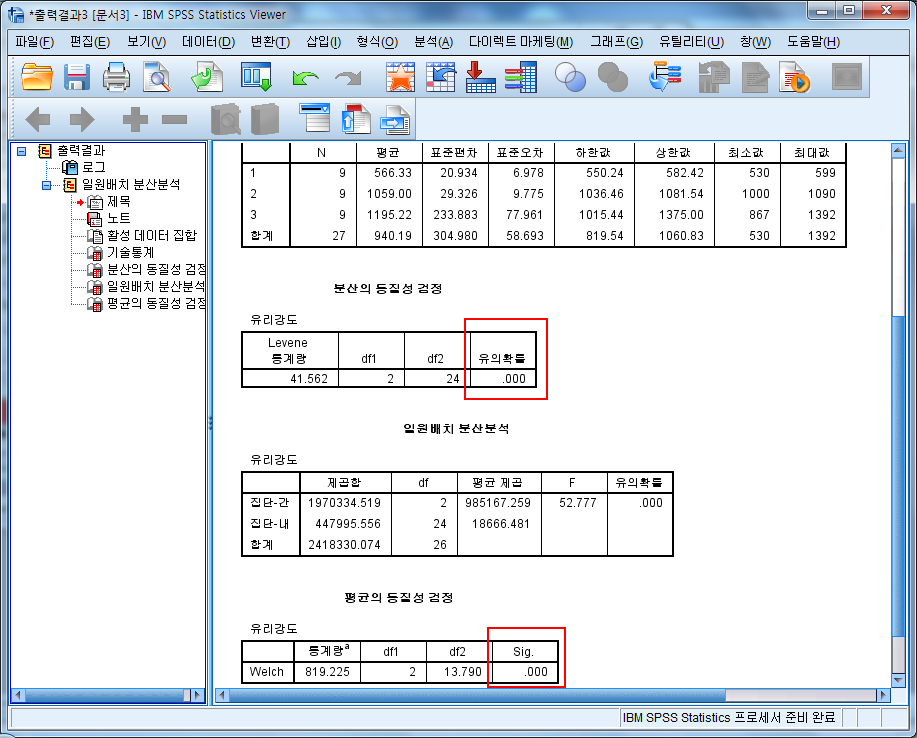 *출력결과3 [문서3] - IBM SPSS Statistics Viewer
파일(F) 편집(E) 보기(V) 데이터(D) 변환(T) 삽입(I) 형식(O) 분석(A) 다이렉트 마케팅(M) 그래프(G) 유틸리티(U) 창(W) 도움말(H)
출력결과
로그
일원배치 분산분석
제목
노트
활성 데이터 집합
기술통계
분산의 동질성 검정
일원배치 분산분석
평균의 동질성 검정
N 평균 표준편차 표준오차 하한값 상한값 최소값 최대값
1 9 566.33 20.934 6.978 550.24 582.42 530 599
2 9 1059.00 29.326 9.775 1036.46 1081.54 1000 1090
3 9 1195.22 233.883 77.961 1015.44 1375.00 867 1392
합계 27 940.19 304.980 58.693 819.54 1060.83 530 1392
분산의 동질성 검정
유리강도
Levene
통계량 df1 df2 유의확률
41.562 2 24 .000
일원배치 분산분석
유리강도
제곱합 df 평균 제곱 F 유의확률
집단-간 1970334.519 2 985167.259 52.777 .000
집단-내 447995.556 24 18666.481
합계 2418330.074 26
평균의 동질성 검정
유리강도
통계량a df1 df2 Sig.
Welch 819.225 2 13.790 .000
IBM SPSS Statistics 프로세서 준비 완료